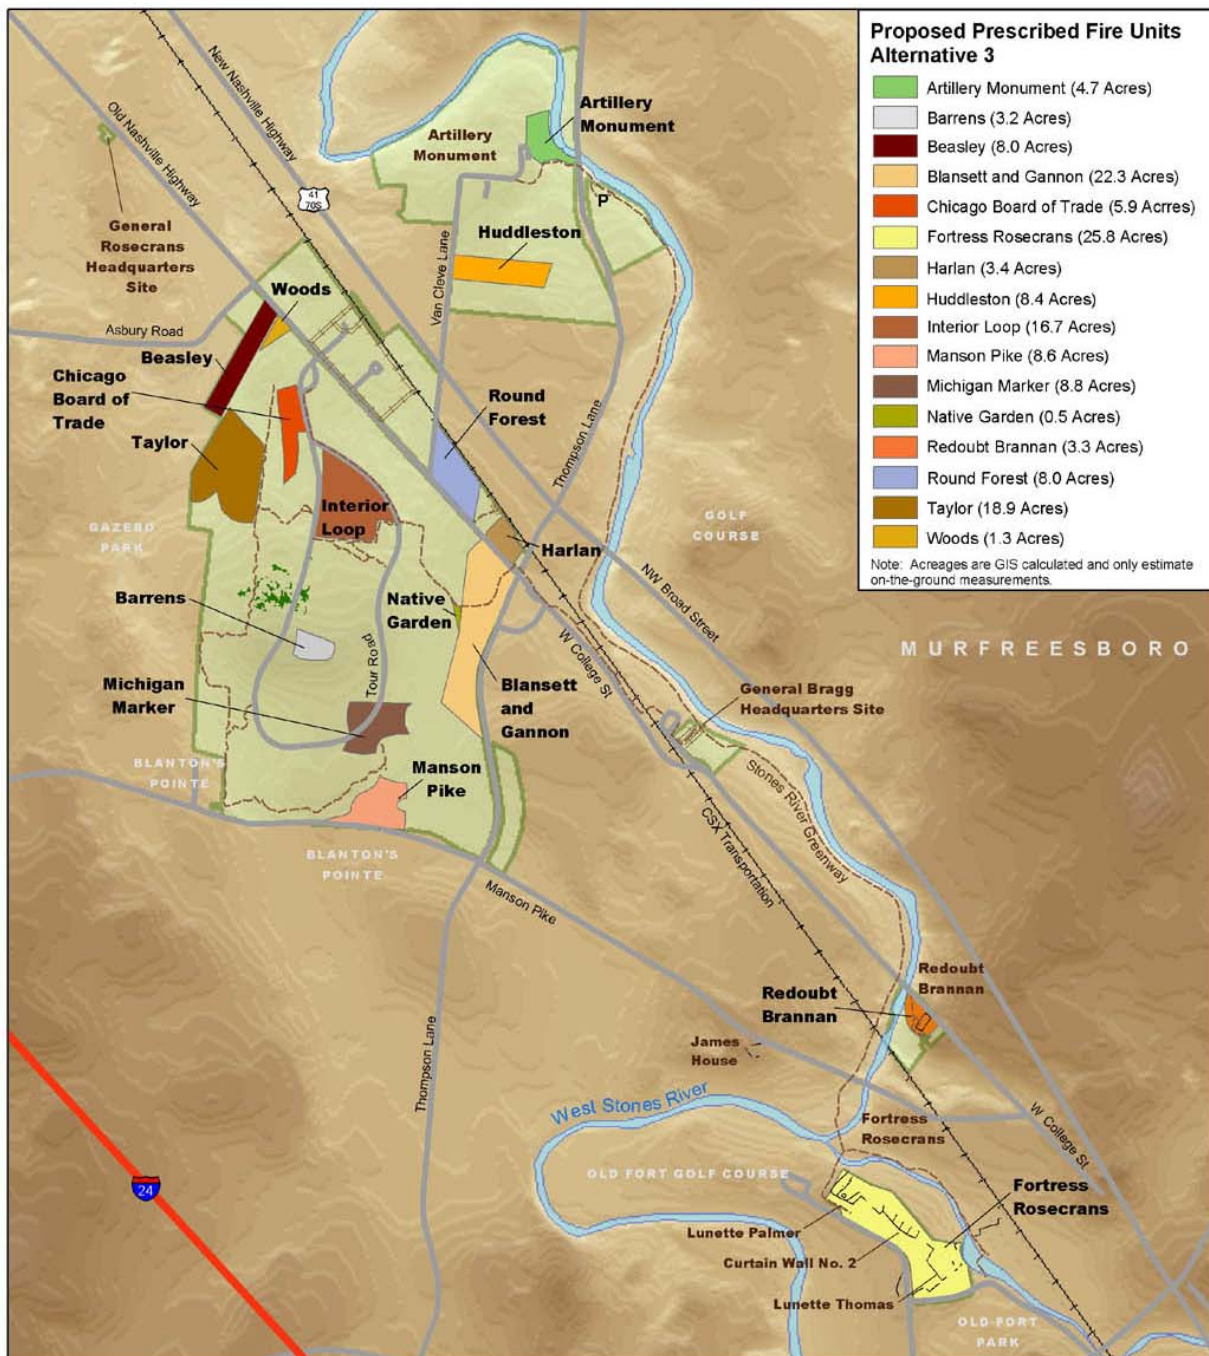 Proposed Prescribed Fire Units
Alternative 3
Artillery Monument (4.7 Acres)
Barrens (3.2 Acres)
Beasley (8.0 Acres)
Blansett and Gannon (22.3 Acres)
Chicago Board of Trade (5.9 Acrres)
Fortress Rosecrans (25.8 Acres)
Harlan (3.4 Acres)
Huddleston (8.4 Acres)
Interior Loop (16.7 Acres)
Manson Pike (8.6 Acres)
Michigan Marker (8.8 Acres)
Native Garden (0.5 Acres)
Redoubt Brannan (3.3 Acres)
Round Forest (8.0 Acres)
Taylor (18.9 Acres)
Woods (1.3 Acres)
Note: Acreages are GIS calculated and only estimate
on-the-ground measurements.
New Nashville Highway
Old Nashville Highway
41
70S
Artillery
Monument
Artillery
Monument
P
General
Rosecrans
Headquarters
Site
Huddleston
Van Cleve Lane
Woods
Asbury Road
Beasley
Chicago
Board of
Trade
Taylor
Round
Forest
Thompson Lane
Interior
Loop
GAZEBO
PARK
GOLF
COURSE
Harlan
NW Broad Street
Barrens
Native
Garden
Tour Road
W College St
MURFREESBORO
Michigan
Marker
Blansett
and
Gannon
General Bragg
Headquarters Site
BLANTON'S
POINTE
Manson
Pike
Stones River Greenway
CSX Transportation
BLANTON'S
POINTE
Manson Pike
Redoubt
Brannan
Redoubt
Brannan
James
House
Thompson Lane
West Stones River
Fortress
Rosecrans
W College St
OLD FORT GOLF COURSE
24
Fortress
Rosecrans
Lunette Palmer
Curtain Wall No. 2
Lunette Thomas
OLD FORT
PARK